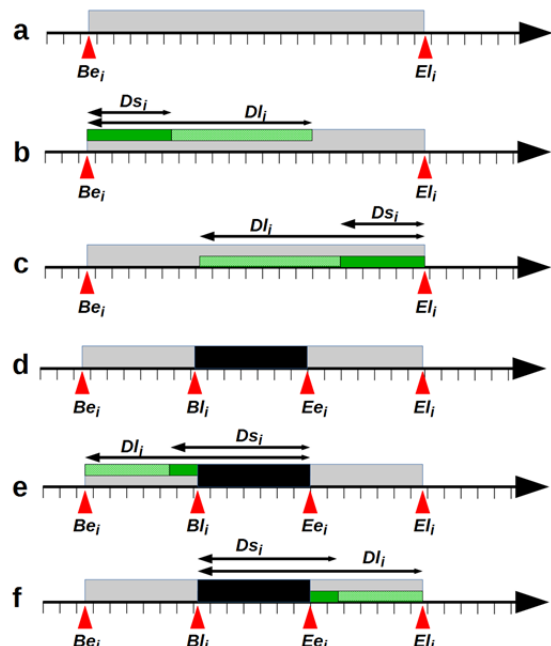 a
Be_i El_i
Ds_i
Dl_i
b
Be_i El_i
Ds_i
Dl_i
c
Be_i El_i
d
Be_i Bl_i Ee_i El_i
Dl_i Ds_i
e
Be_i Bl_i Ee_i El_i
Ds_i
Dl_i
f
Be_i Bl_i Ee_i El_i